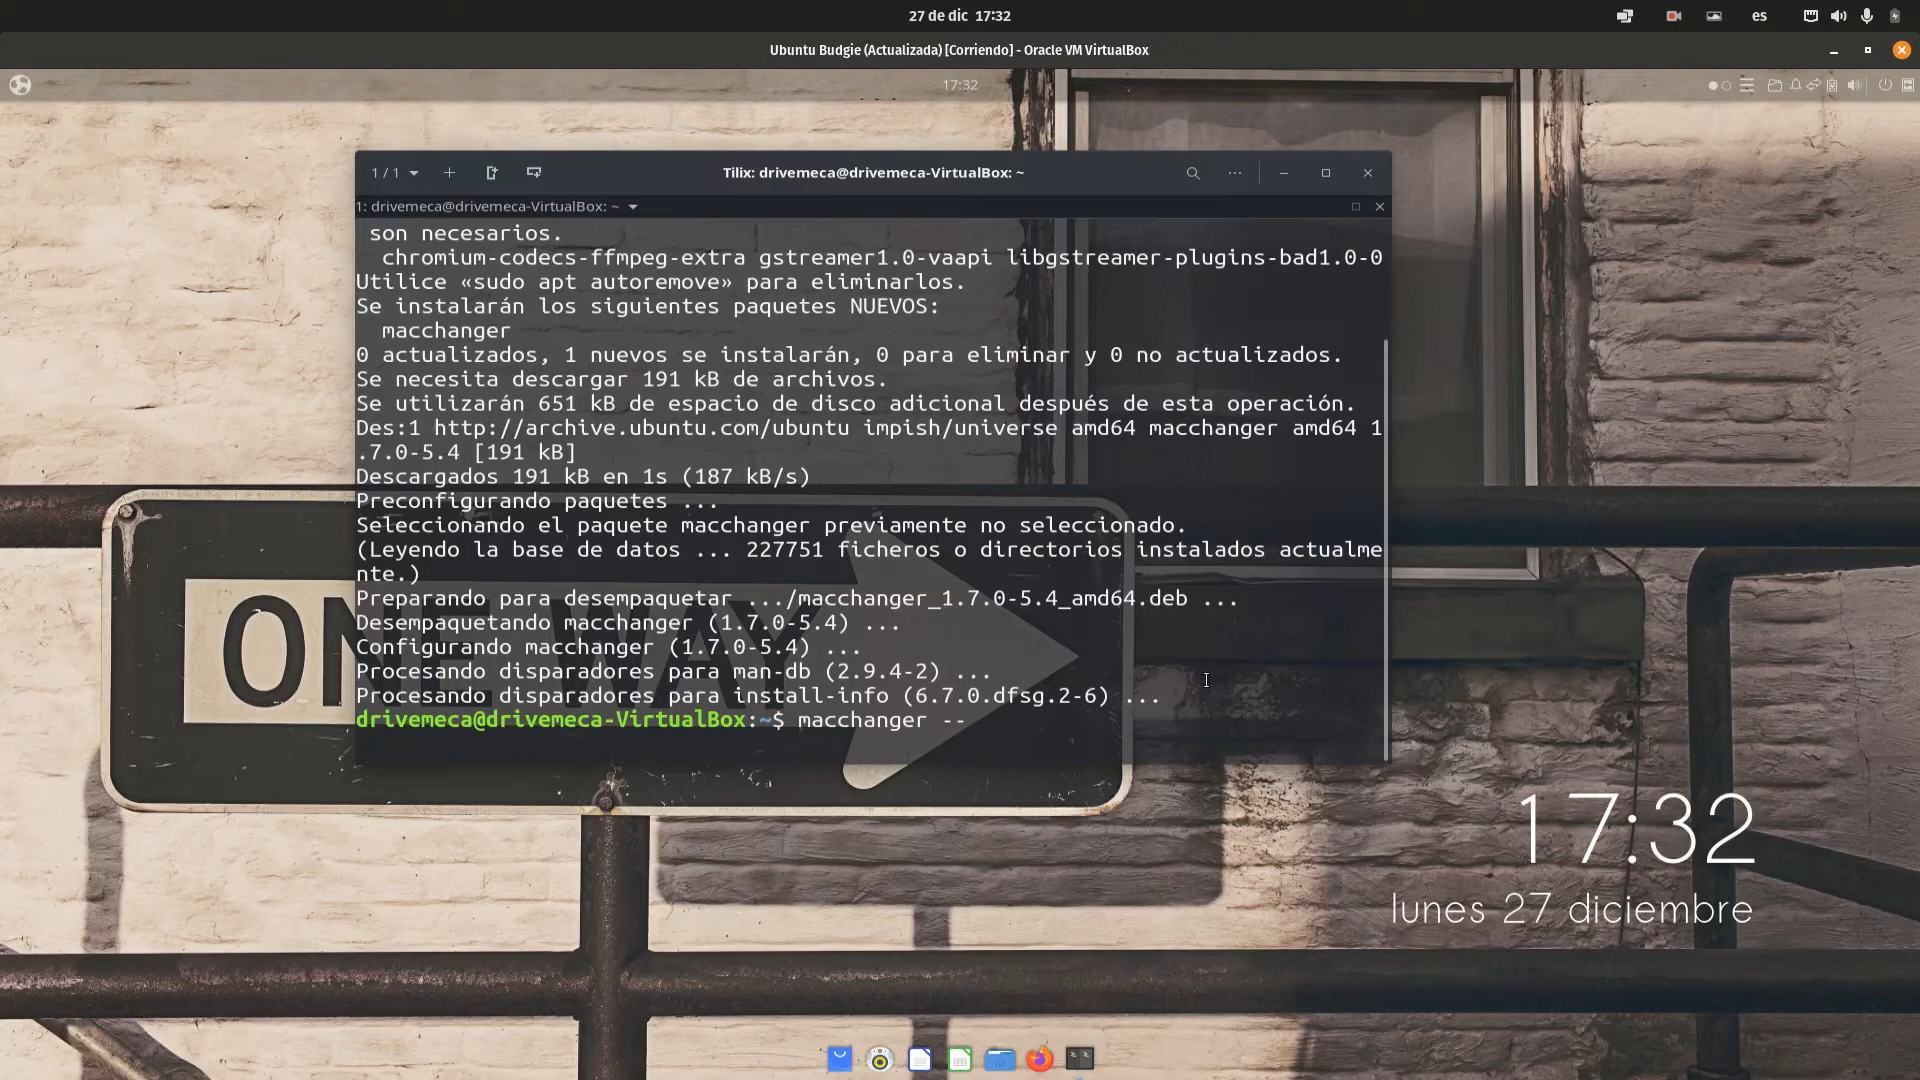 27 de dic 17:32
es
Ubuntu Budgie (Actualizada) [Corriendo] - Oracle VM VirtualBox
17:32
1 / 1
Tilix: drivemeca@drivemeca-VirtualBox: ~
1: drivemeca@drivemeca-VirtualBox: ~
son necesarios.
chromium-codecs-ffmpeg-extra gstreamer1.0-vaapi libgstreamer-plugins-bad1.0-0
Utilice «sudo apt autoremove» para eliminarlos.
Se instalarán los siguientes paquetes NUEVOS:
macchanger
0 actualizados, 1 nuevos se instalarán, 0 para eliminar y 0 no actualizados.
Se necesita descargar 191 kB de archivos.
Se utilizarán 651 kB de espacio de disco adicional después de esta operación.
Des:1 http://archive.ubuntu.com/ubuntu impish/universe amd64 macchanger amd64 1
.7.0-5.4 [191 kB]
Descargados 191 kB en 1s (187 kB/s)
Preconfigurando paquetes ...
Seleccionando el paquete macchanger previamente no seleccionado.
(Leyendo la base de datos ... 227751 ficheros o directorios instalados actualme
nte.)
Preparando para desempaquetar .../macchanger_1.7.0-5.4_amd64.deb ...
Desempaquetando macchanger (1.7.0-5.4) ...
Configurando macchanger (1.7.0-5.4) ...
Procesando disparadores para man-db (2.9.4-2) ...
Procesando disparadores para install-info (6.7.0.dfsg.2-6) ...
drivemeca@drivemeca-VirtualBox:~$ macchanger --
ONE WAY
17:32
lunes 27 diciembre